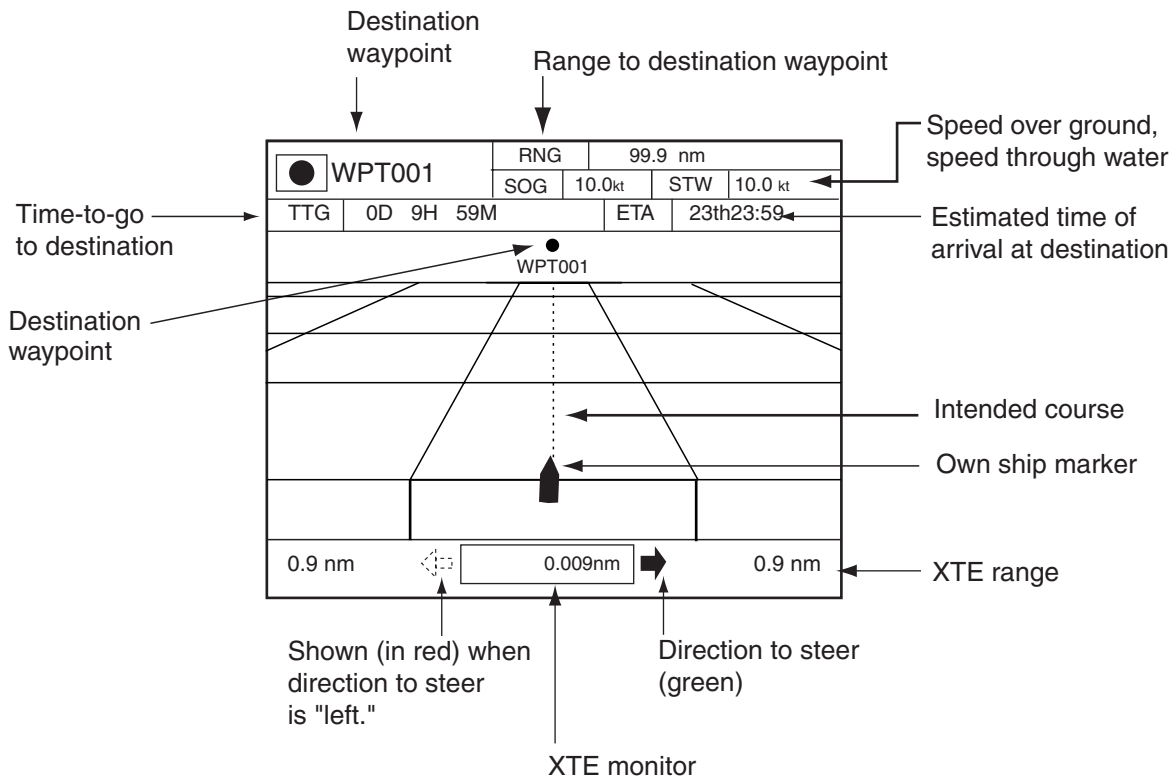 Destination
waypoint
Range to destination waypoint
Speed over ground,
speed through water
WPT001
RNG 99.9 nm
SOG 10.0kt STW 10.0 kt
Time-to-go
to destination
TTG 0D 9H 59M ETA 23th23:59
Estimated time of
arrival at destination
WPT001
Destination
waypoint
Intended course
Own ship marker
0.9 nm 0.009nm 0.9 nm
XTE range
Shown (in red) when
direction to steer
is "left."
Direction to steer
(green)
XTE monitor